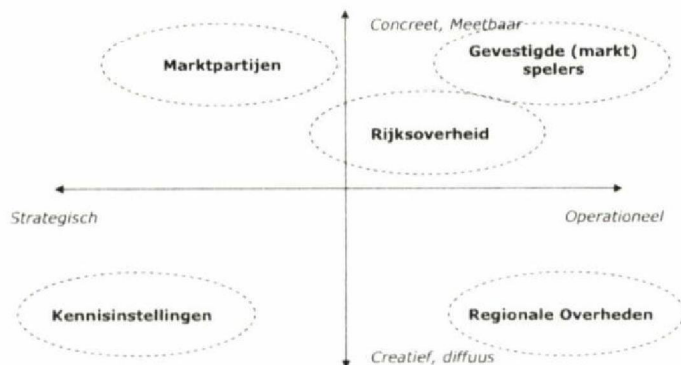 Concreet, Meetbaar
Marktpartijen
Gevestigde (markt)
spelers
Rijksoverheid
Strategisch
Operationeel
Kennisinstellingen
Regionale Overheden
Creatief, diffuus